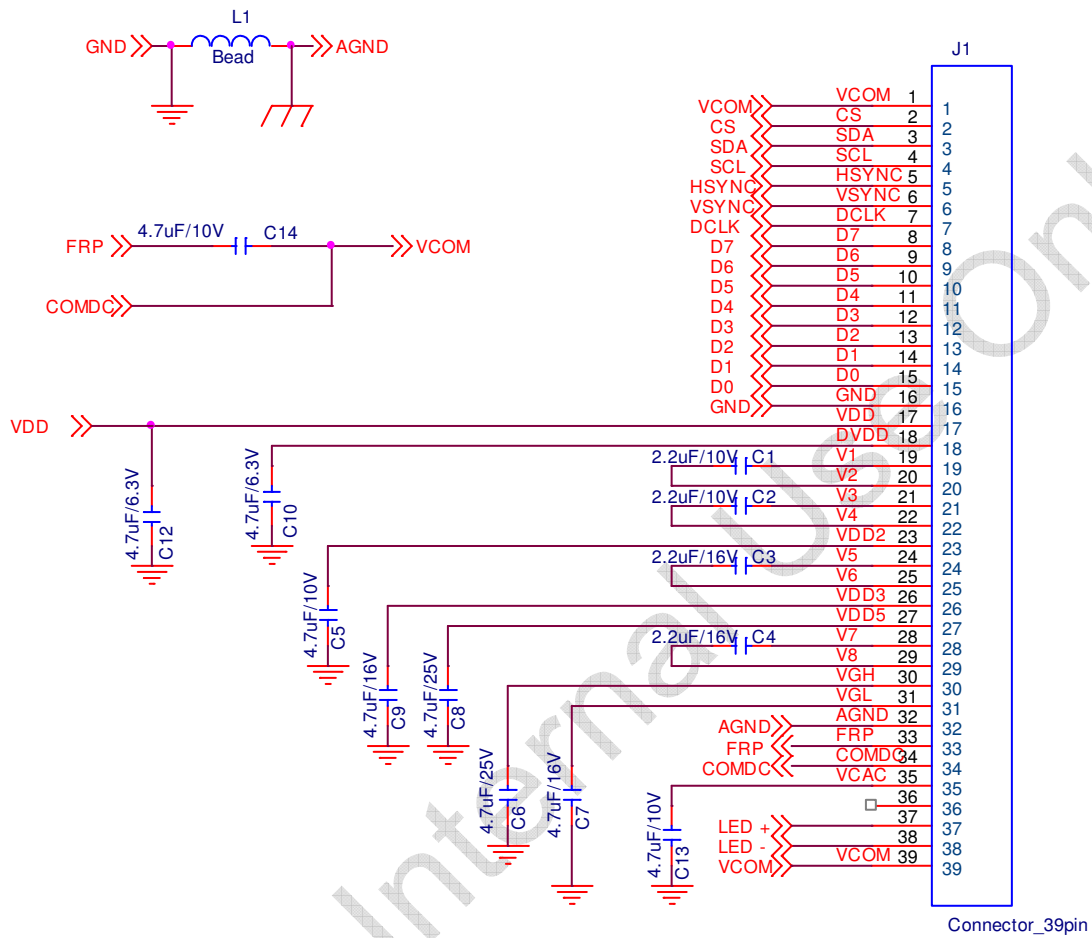 L1
GND
Bead
AGND
4.7uF/10V
C14
FRP
VCOM
COMDC
VDD
4.7uF/6.3V
C12
4.7uF/6.3V
C10
4.7uF/10V
C5
4.7uF/16V
C9
4.7uF/25V
C8
4.7uF/25V
C6
4.7uF/16V
C7
4.7uF/10V
C13
2.2uF/10V C1
2.2uF/10V C2
2.2uF/16V C3
2.2uF/16V C4
J1
VCOM VCOM 1 1
CS CS 2 2
SDA SDA 3 3
SCL SCL 4 4
HSYNC HSYNC 5 5
VSYNC VSYNC 6 6
DCLK DCLK 7 7
D7 D7 8 8
D6 D6 9 9
D5 D5 10 10
D4 D4 11 11
D3 D3 12 12
D2 D2 13 13
D1 D1 14 14
D0 D0 15 15
GND GND 16 16
VDD 17 17
DVDD 18 18
V1 19 19
V2 20 20
V3 21 21
V4 22 22
VDD2 23 23
V5 24 24
V6 25 25
VDD3 26 26
VDD5 27 27
V7 28 28
V8 29 29
VGH 30 30
VGL 31 31
AGND AGND 32 32
FRP FRP 33 33
COMDC COMDC 34 34
VCAC 35 35
36 36
LED + 37 37
LED - 38 38
VCOM VCOM 39 39
Connector_39pin
Internal Use Onl